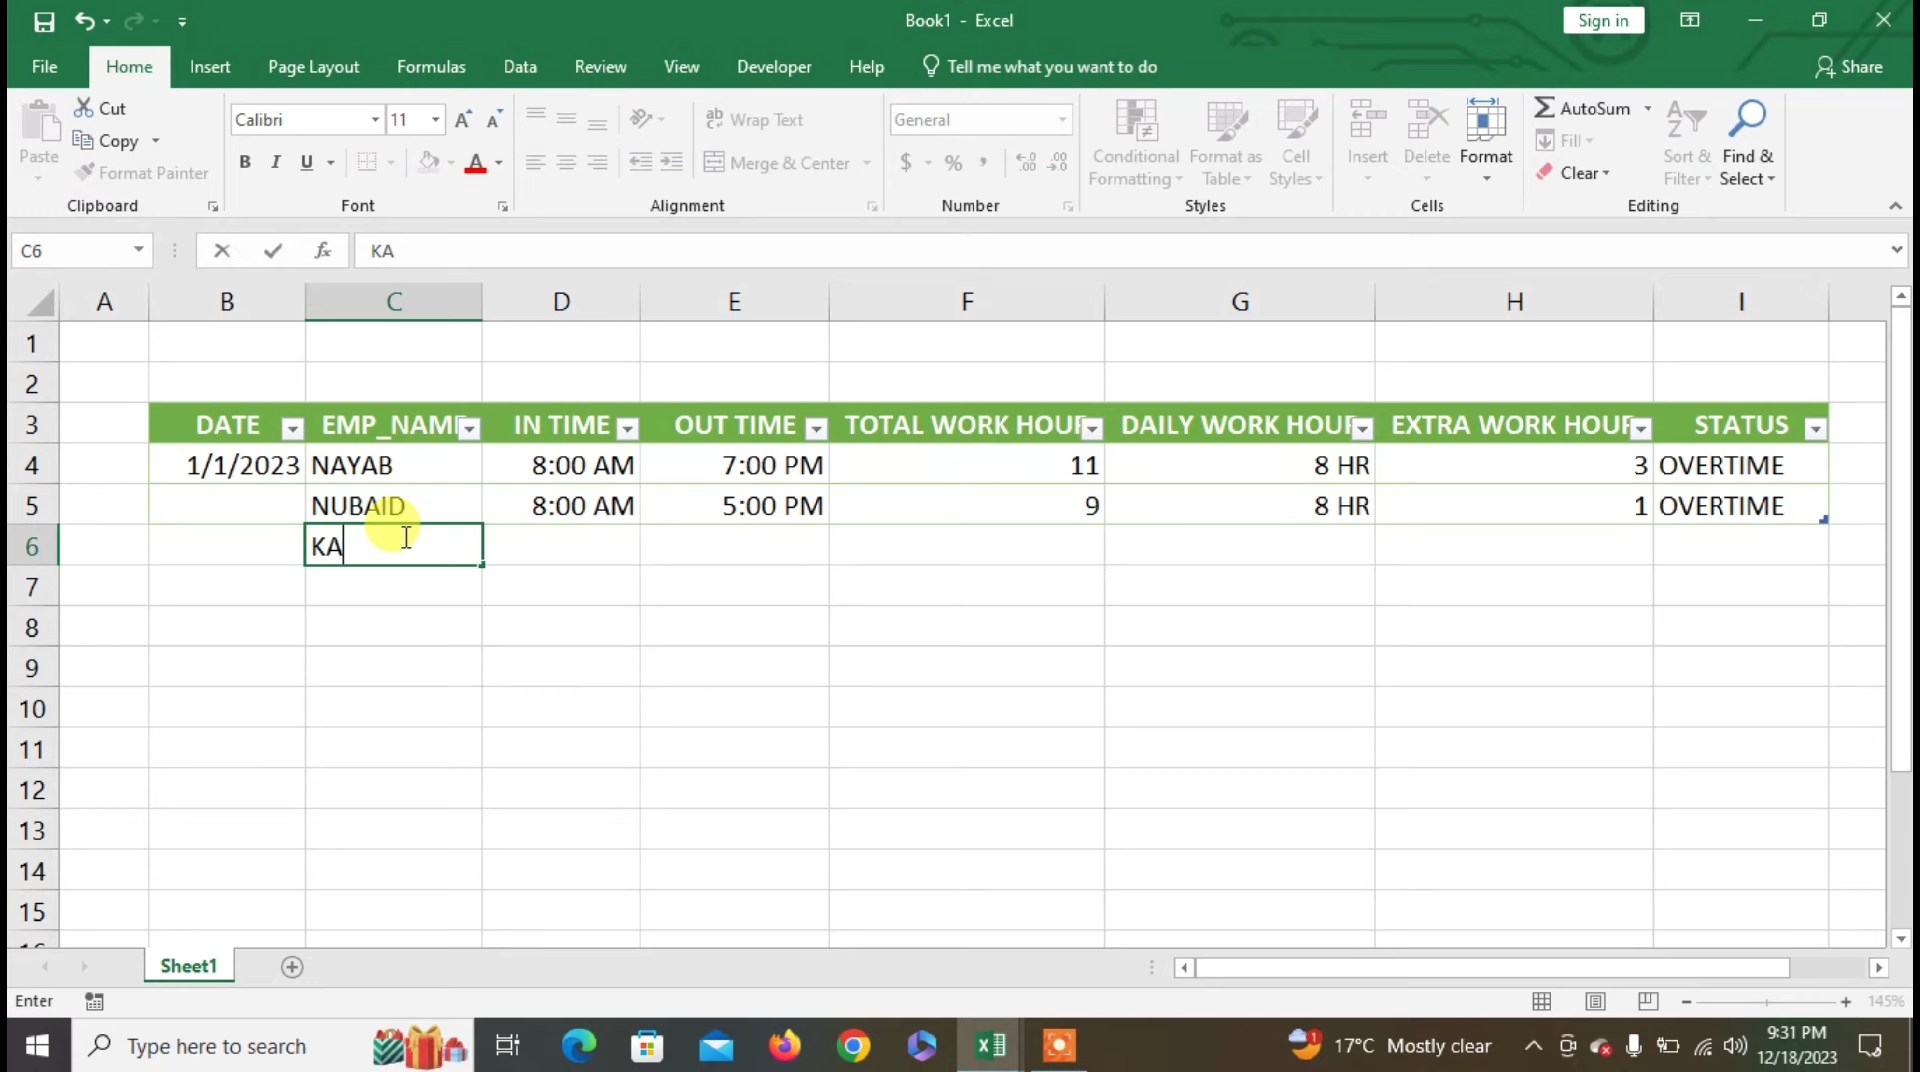 Book1 - Excel
Sign in
File Home Insert Page Layout Formulas Data Review View Developer Help Tell me what you want to do Share
Cut
Copy
Format Painter
Paste
Clipboard
Calibri 11
B I U A
Font
ab Wrap Text
Merge & Center
Alignment
General
$ % ,
Number
Conditional Formatting
Format as Table
Cell Styles
Styles
Insert Delete Format
Cells
AutoSum
Fill
Clear
Sort & Filter
Find & Select
Editing
C6 fx KA
A B C D E F G H I
1
2
3 DATE EMP_NAM IN TIME OUT TIME TOTAL WORK HOU DAILY WORK HOU EXTRA WORK HOU STATUS
4 1/1/2023 NAYAB 8:00 AM 7:00 PM 11 8 HR 3 OVERTIME
5 NUBAID 8:00 AM 5:00 PM 9 8 HR 1 OVERTIME
6 KA
7
8
9
10
11
12
13
14
15
Sheet1
Enter 145%
Type here to search 17°C Mostly clear 9:31 PM
12/18/2023